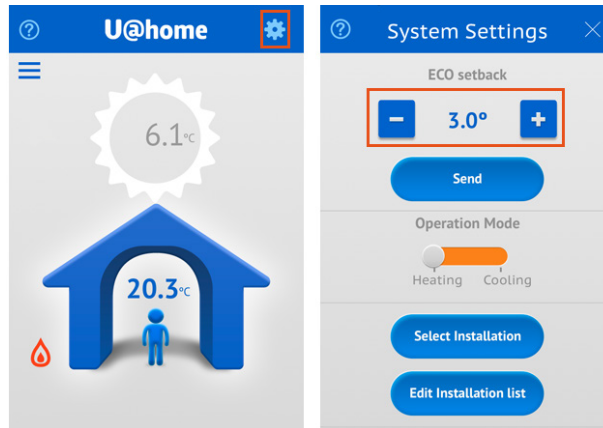 U@home
6.1°C
20.3°C
System Settings
ECO setback
3.0°
Send
Operation Mode
Heating Cooling
Select Installation
Edit Installation list